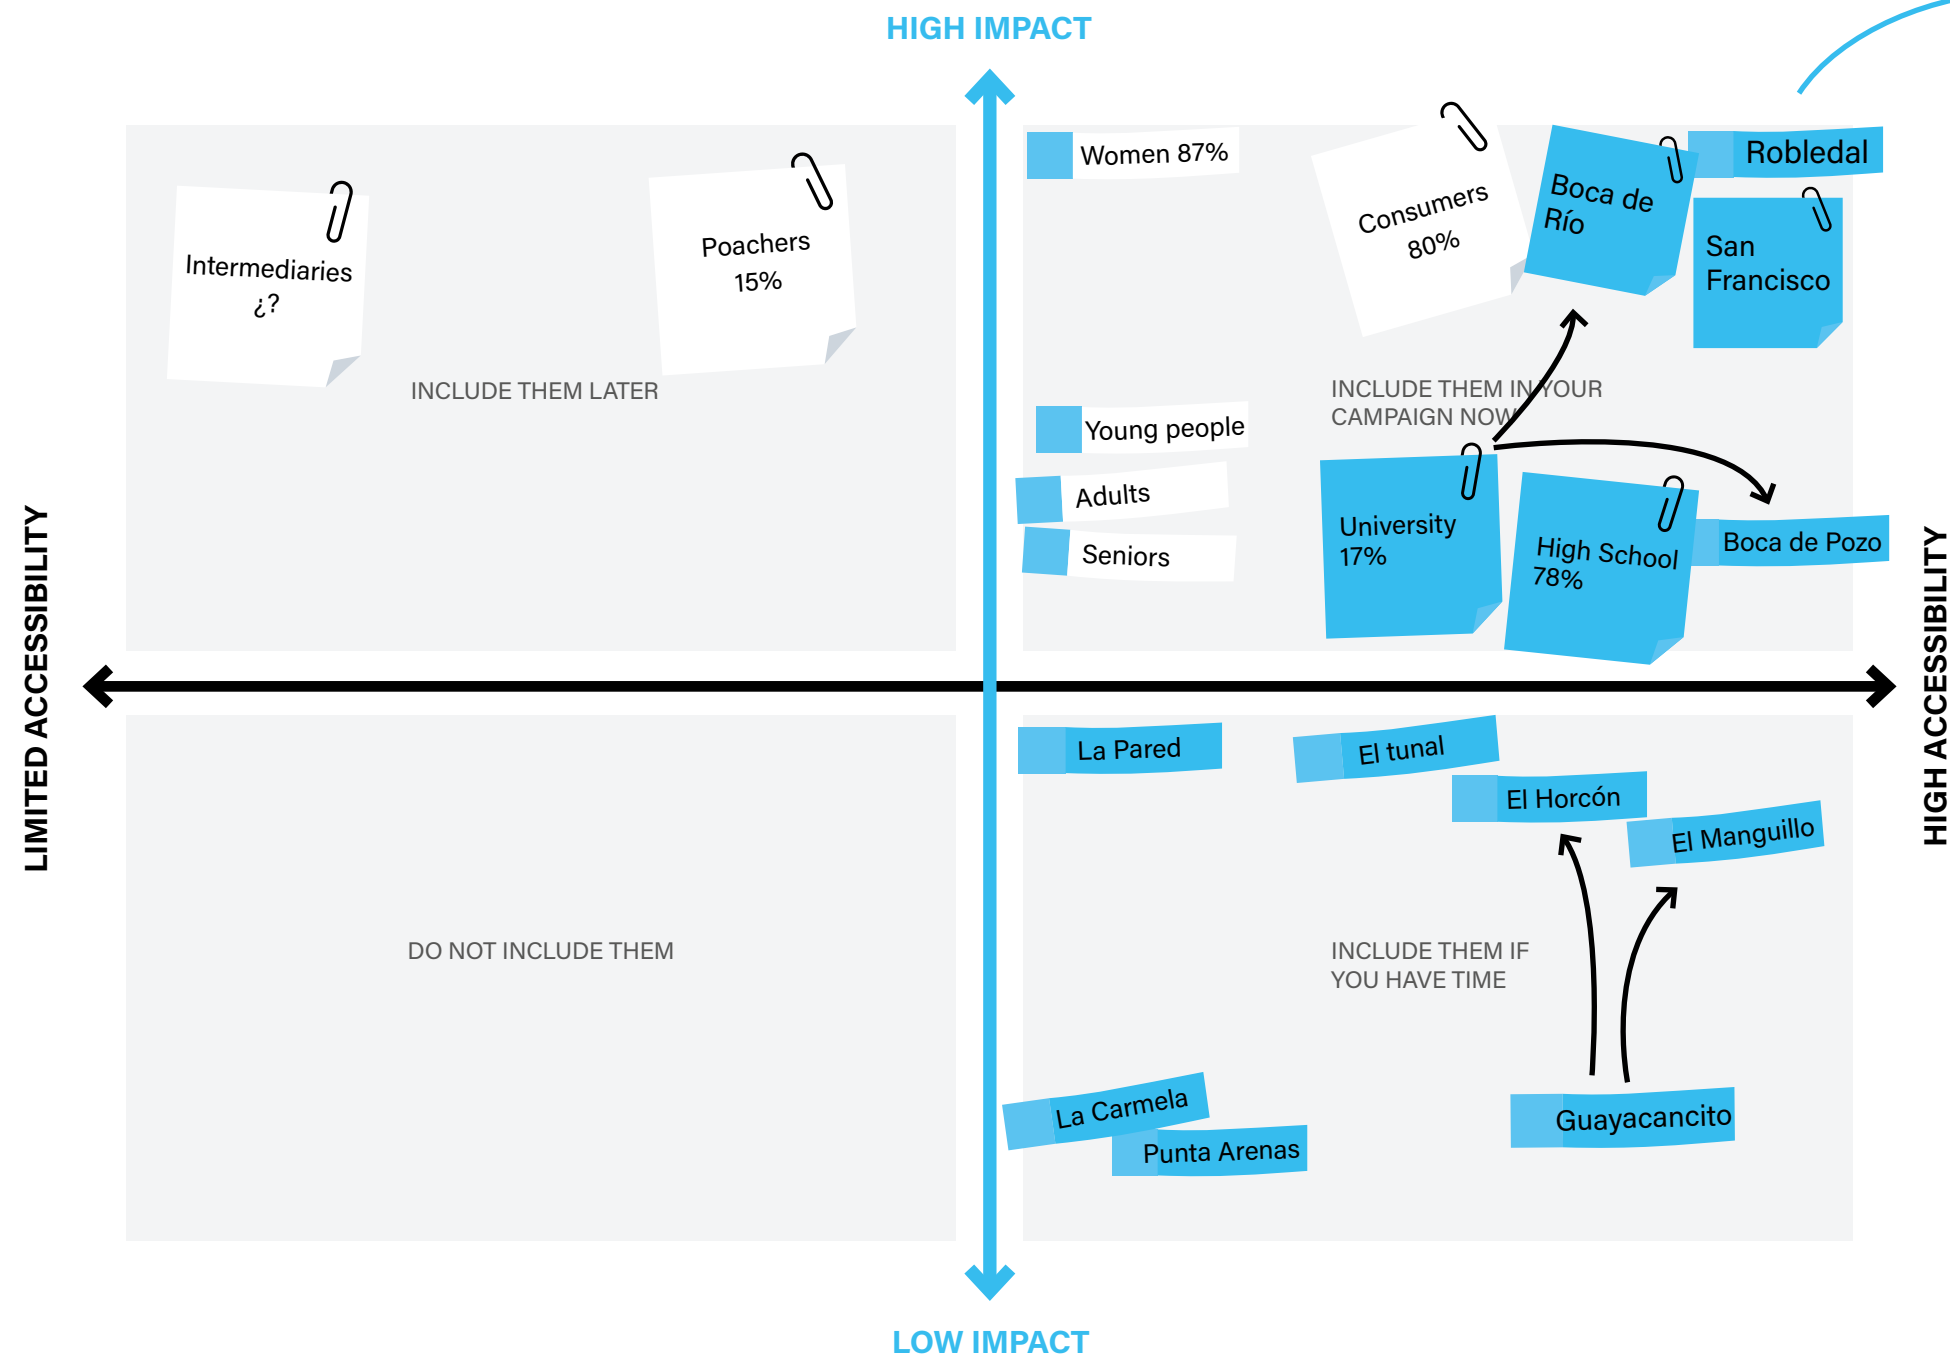 HIGH IMPACT
Women 87%
Robledal
Consumers
80%
Boca de
Río
San
Francisco
Intermediaries
¿?
Poachers
15%
INCLUDE THEM LATER
INCLUDE THEM IN YOUR
CAMPAIGN NOW
Young people
Adults
Seniors
University
17%
High School
78%
Boca de Pozo
LIMITED ACCESSIBILITY
HIGH ACCESSIBILITY
La Pared
El tunal
El Horcón
El Manguillo
DO NOT INCLUDE THEM
INCLUDE THEM IF
YOU HAVE TIME
La Carmela
Punta Arenas
Guayacancito
LOW IMPACT